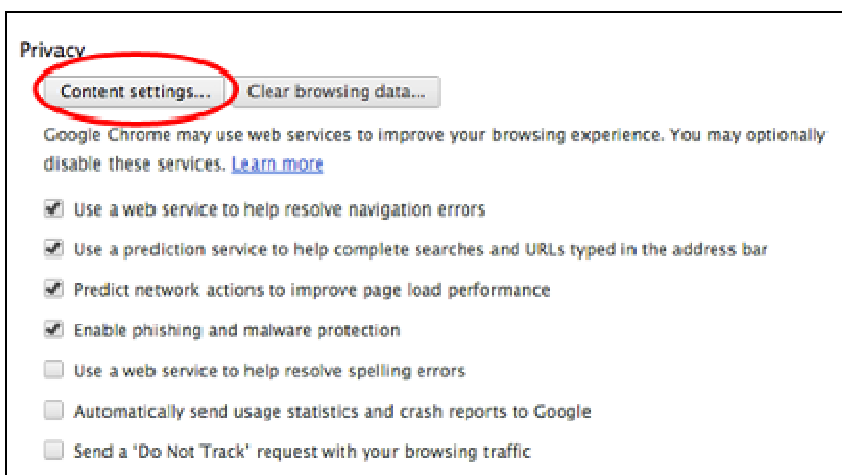 Privacy
Content settings... Clear browsing data...
Google Chrome may use web services to improve your browsing experience. You may optionally
disable these services. Learn more
Use a web service to help resolve navigation errors
Use a prediction service to help complete searches and URLs typed in the address bar
Predict network actions to improve page load performance
Enable phishing and malware protection
Use a web service to help resolve spelling errors
Automatically send usage statistics and crash reports to Google
Send a 'Do Not Track' request with your browsing traffic